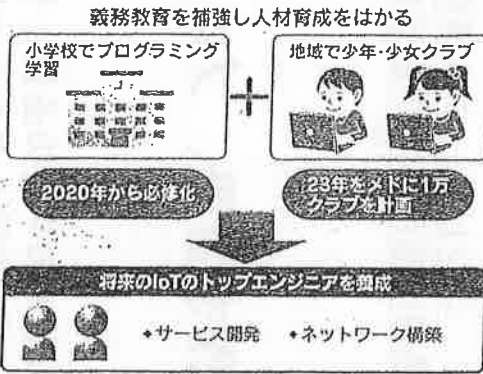 義務教育を補強し人材育成をはかる
小学校でプログラミング
学習
+
地域で少年・少女クラブ
2020年から必修化
23年をメドに1万
クラブを計画
将来のIoTのトップエンジニアを養成
◆サービス開発 ◆ネットワーク構築